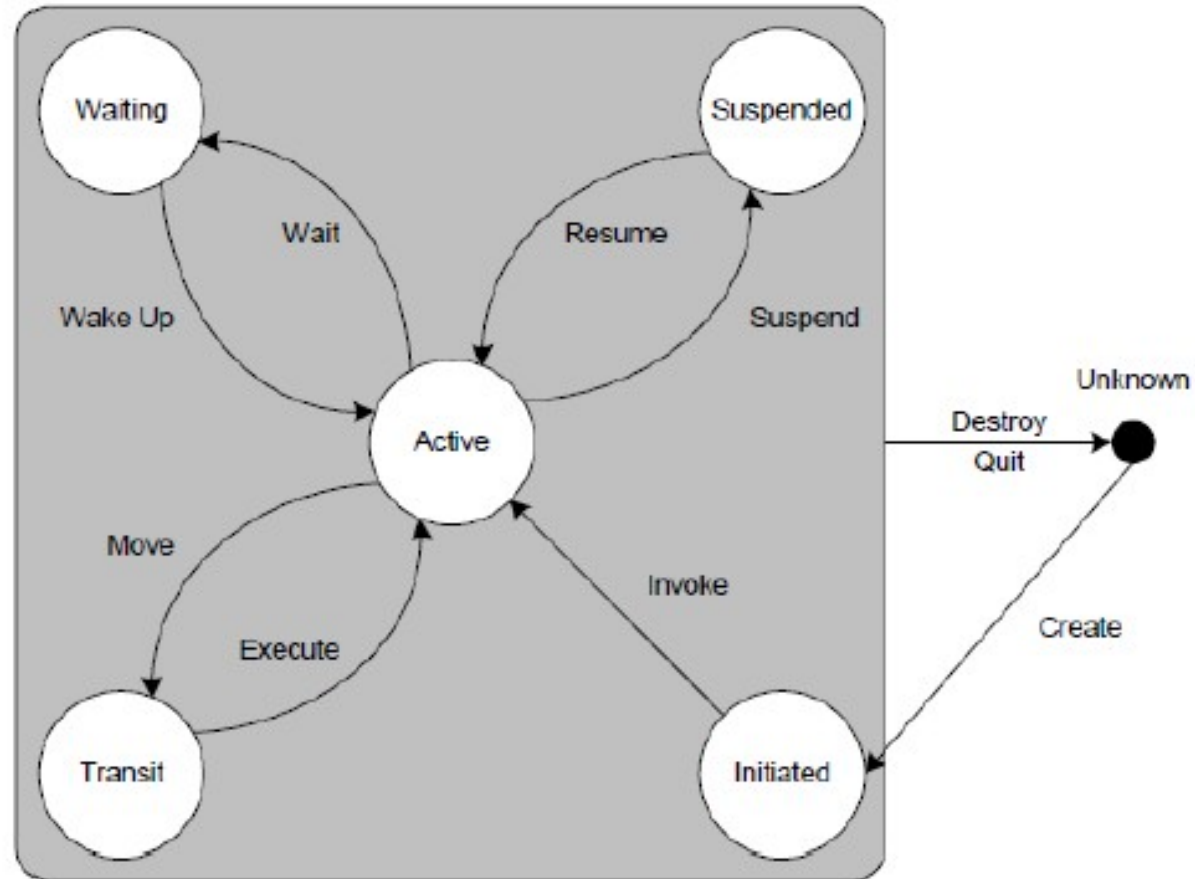 Waiting
Suspended
Wait
Resume
Wake Up
Suspend
Unknown
Destroy
Quit
Active
Move
Invoke
Create
Execute
Transit
Initiated